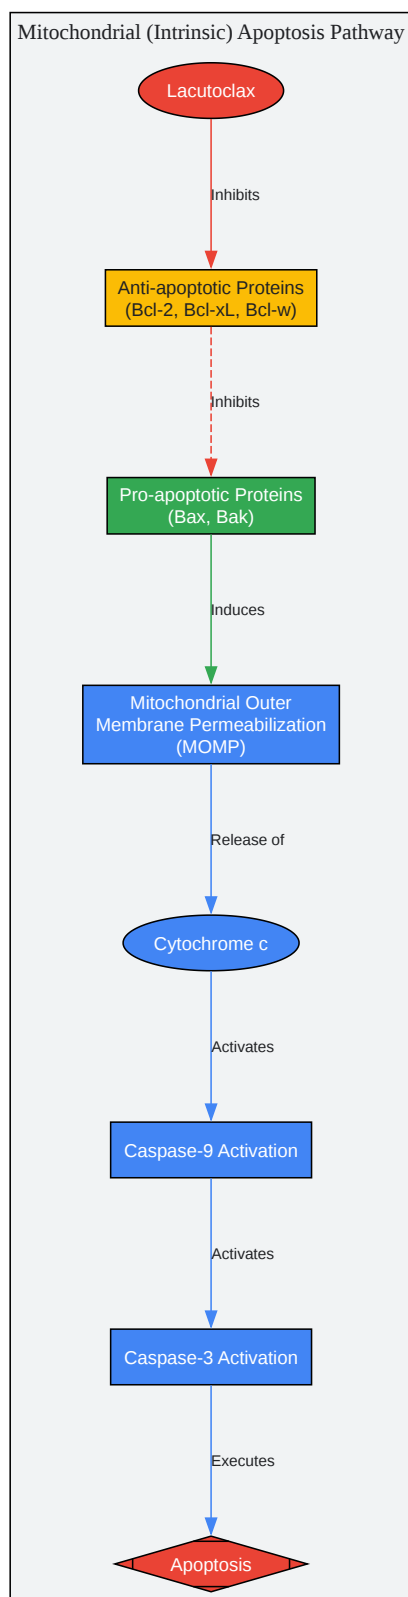 Mitochondrial (Intrinsic) Apoptosis Pathway
Lacutoclax
Inhibits
Anti-apoptotic Proteins
(Bcl-2, Bcl-xL, Bcl-w)
Inhibits
Pro-apoptotic Proteins
(Bax, Bak)
Induces
Mitochondrial Outer
Membrane Permeabilization
(MOMP)
Release of
Cytochrome c
Activates
Caspase-9 Activation
Activates
Caspase-3 Activation
Executes
Apoptosis